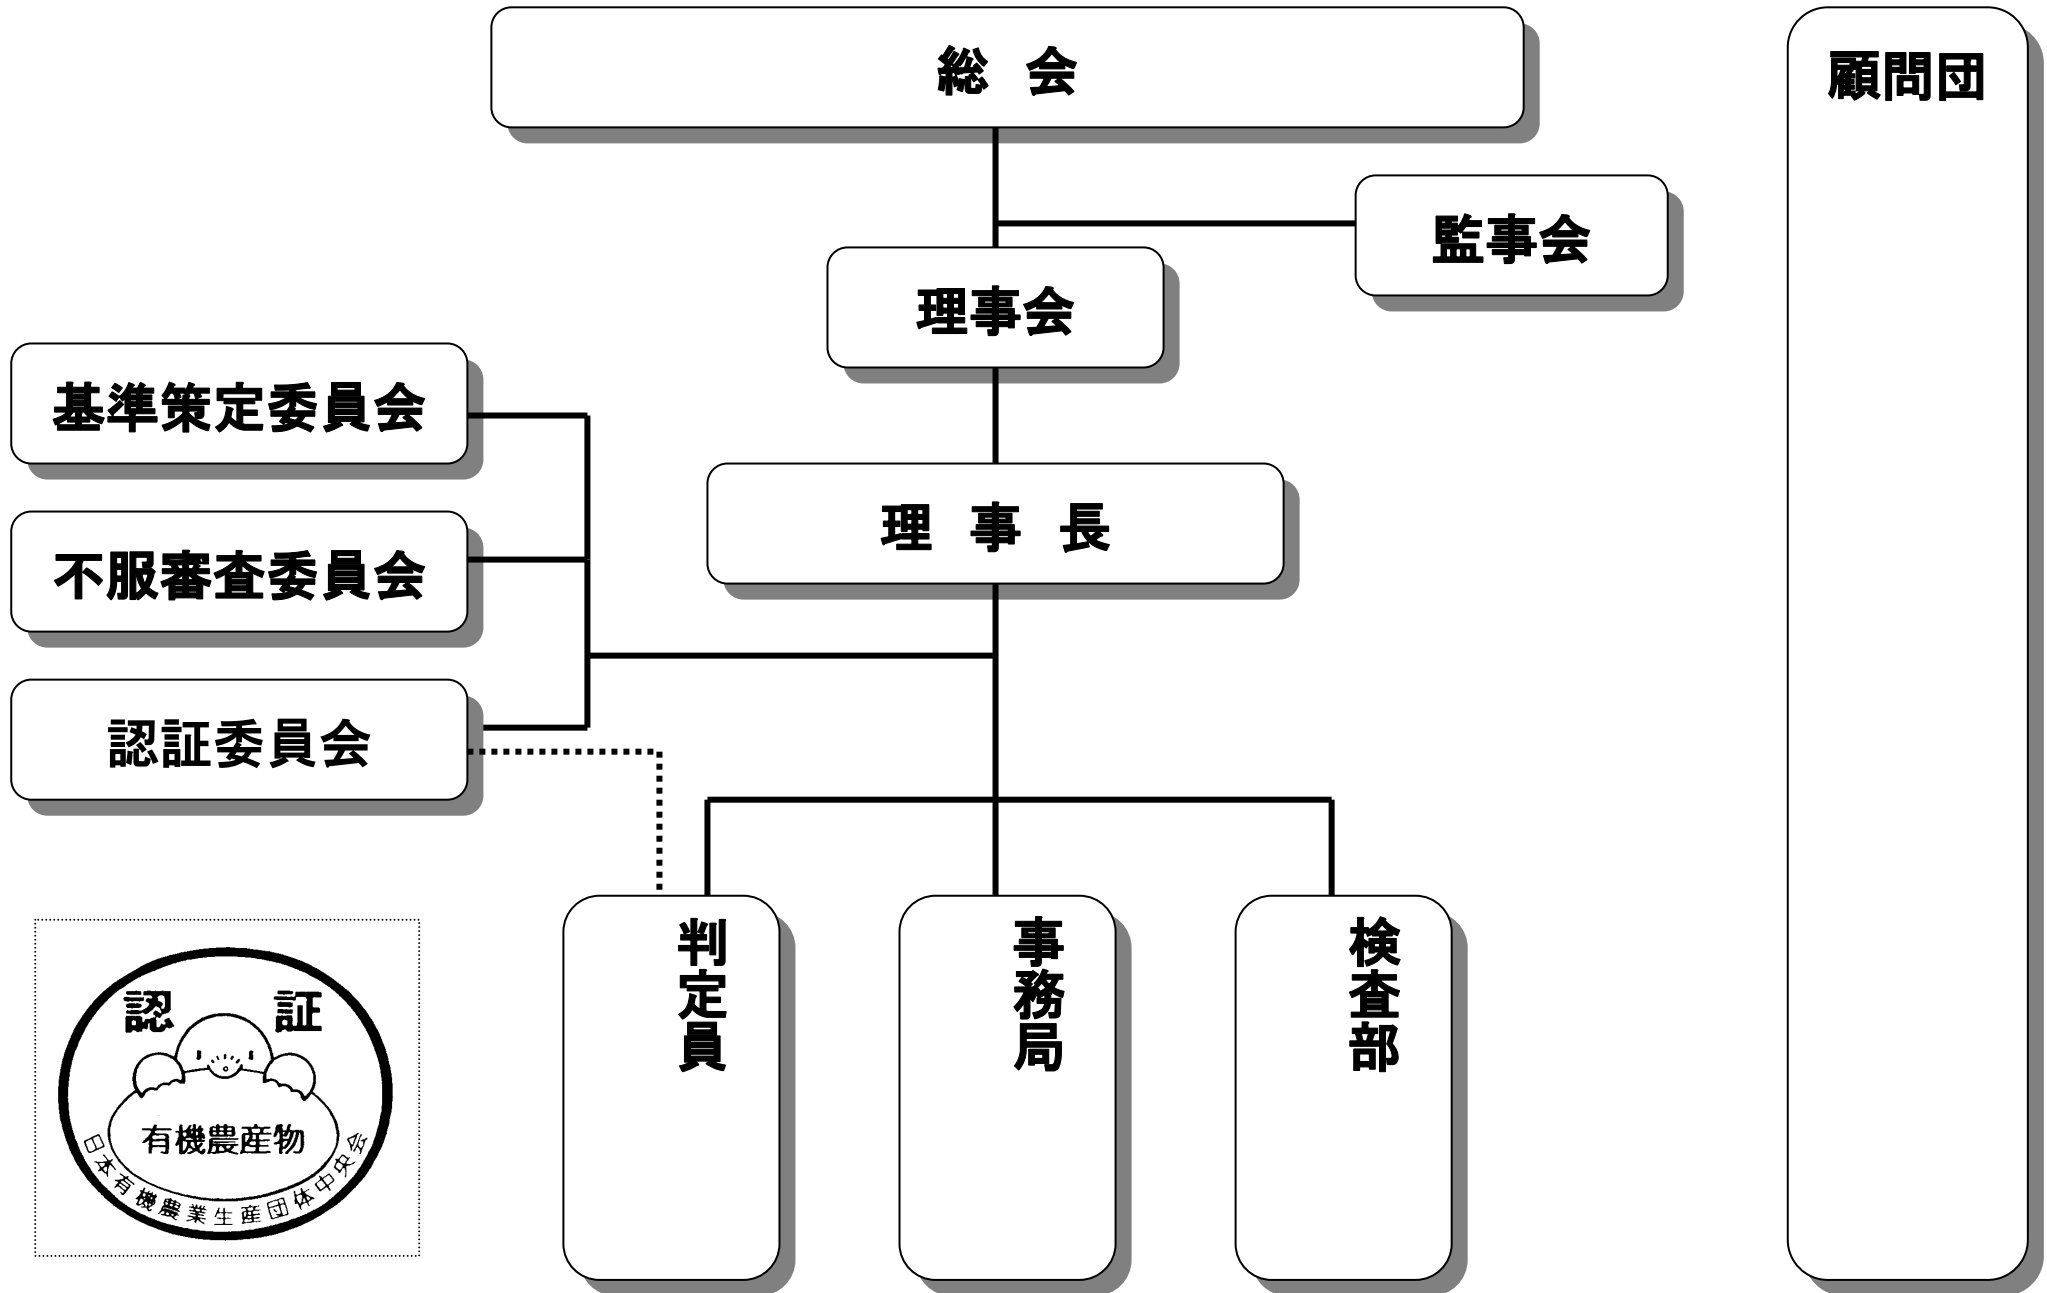 総　会
顧問団
監事会
理事会
基準策定委員会
理　事　長
不服審査委員会
認証委員会
判定員
事務局
検査部
認　証
有機農産物
日本有機農業生産団体中央会